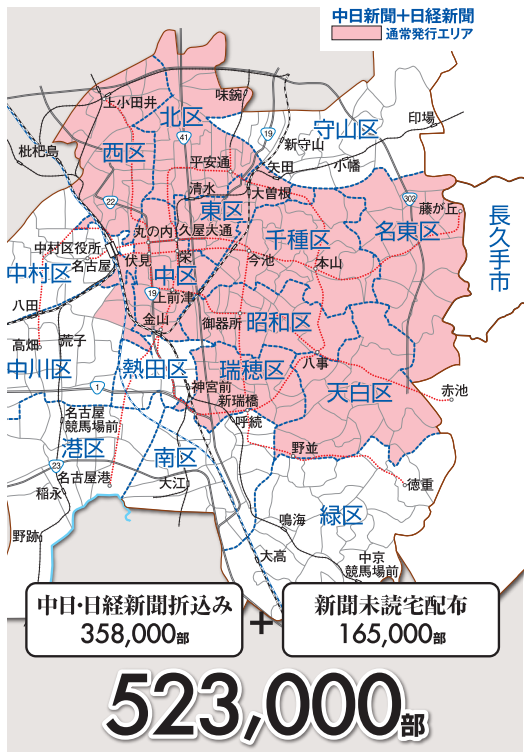 中日新聞+日経新聞
通常発行エリア
味鋺
上小田井
北区
守山区
印場
41
19
新守山
枇杷島
西区
平安通
矢田
小幡
清水
大曽根
302
22
東区
藤が丘
丸の内
久屋大通
千種区
名東区
長久手市
中村区役所
伏見
栄
今池
名古屋
中村区
中区
本山
19
上前津
八田
金山
御器所
昭和区
高畑
荒子
中川区
熱田区
瑞穂区
八事
1
神宮前
天白区
赤池
新瑞橋
名古屋
競馬場前
呼続
港区
野並
23
南区
名古屋港
大江
徳重
稲永
緑区
鳴海
野跡
大高
中京
競馬場前
中日・日経新聞折込み
358,000部
+
新聞未読宅配布
165,000部
523,000部